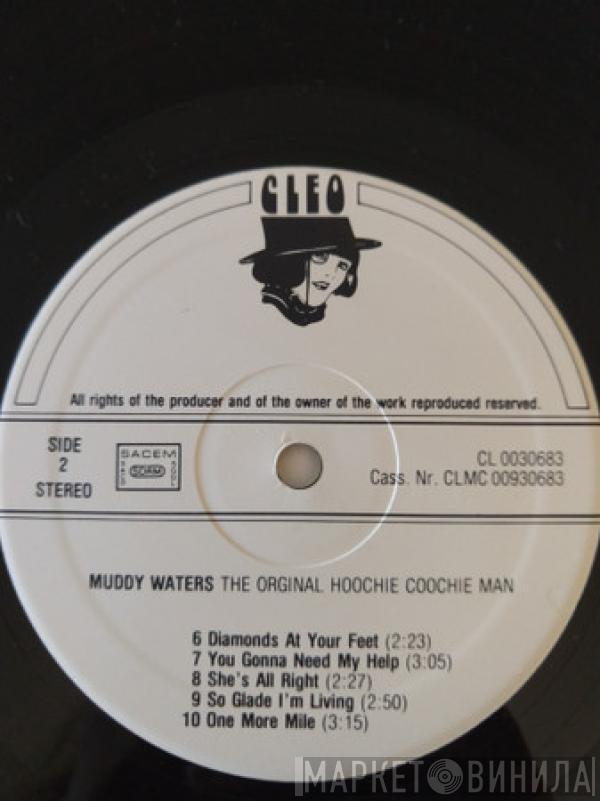 CLEO
All rights of the producer and of the owner of the work reproduced reserved.
SIDE
2
STEREO
SACEM
SDRM
CL 0030683
Cass. Nr. CLMC 00930683
MUDDY WATERS THE ORGINAL HOOCHIE COOCHIE MAN
6 Diamonds At Your Feet (2:23)
7 You Gonna Need My Help (3:05)
8 She's All Right (2:27)
9 So Glade I'm Living (2:50)
10 One More Mile (3:15)
МАРКЕТ ВИНИЛА